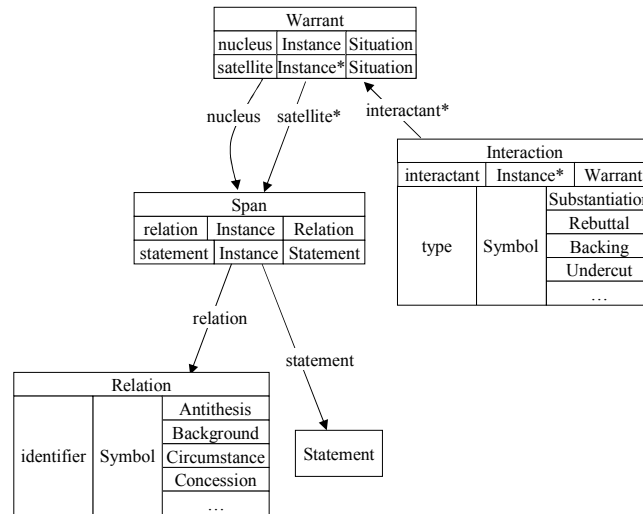 Warrant
nucleus Instance Situation
satellite Instance* Situation
nucleus satellite* interactant*
Interaction
interactant Instance* Warrant
type Symbol Substantiation
Rebuttal
Backing
Undercut
…
Span
relation Instance Relation
statement Instance Statement
relation
statement
Relation
identifier Symbol Antithesis
Background
Circumstance
Concession
…
Statement